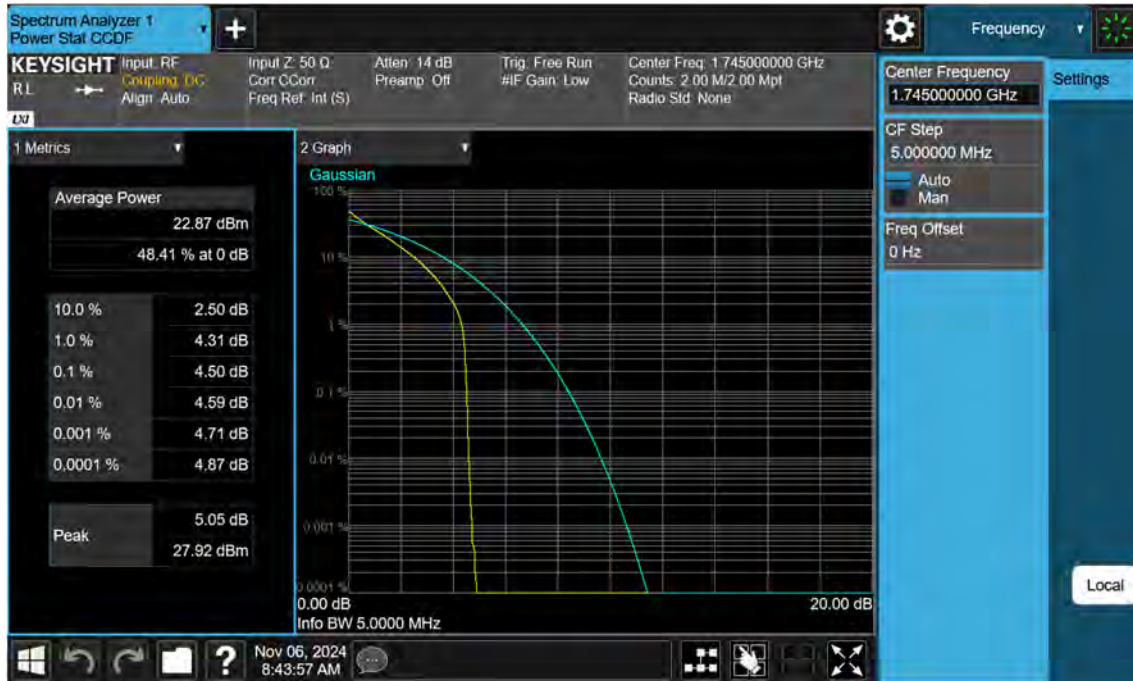 Spectrum Analyzer 1
Power Stat CCDF
Frequency
KEYSIGHT
RL
LXI
Input: RF
Coupling: DC
Align: Auto
Input Z: 50 Ω
Corr CCorr
Freq Ref: Int (S)
Atten: 14 dB
Preamp: Off
Trig: Free Run
#IF Gain: Low
Center Freq: 1.745000000 GHz
Counts: 2.00 M/2.00 Mpt
Radio Std: None
Center Frequency
1.745000000 GHz
Settings
CF Step
5.000000 MHz
Auto
Man
Freq Offset
0 Hz
Local
1 Metrics
Average Power
22.87 dBm
48.41 % at 0 dB
10.0 % 2.50 dB
1.0 % 4.31 dB
0.1 % 4.50 dB
0.01 % 4.59 dB
0.001 % 4.71 dB
0.0001 % 4.87 dB
Peak
5.05 dB
27.92 dBm
2 Graph
Gaussian
100 %
10 %
1 %
0.1 %
0.01 %
0.001 %
0.0001 %
0.00 dB 20.00 dB
Info BW 5.0000 MHz
?
Nov 06, 2024
8:43:57 AM